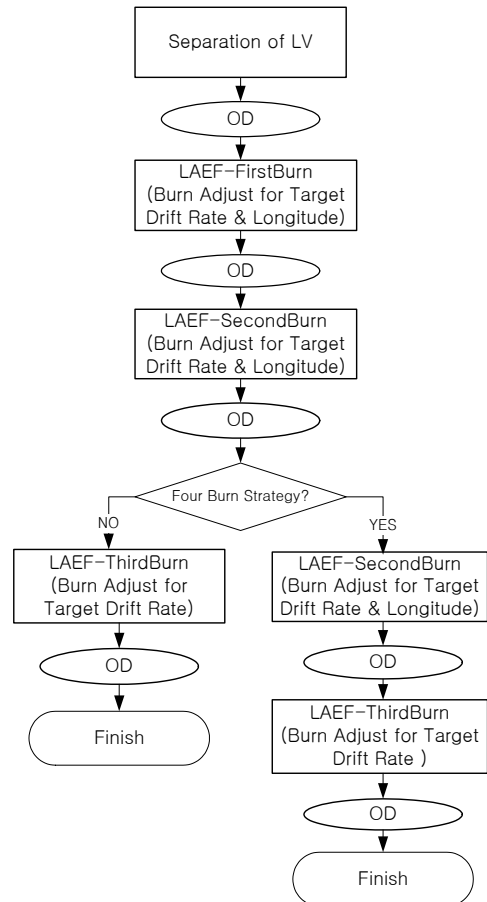 Separation of LV
OD
LAEF-FirstBurn
(Burn Adjust for Target
Drift Rate & Longitude)
OD
LAEF-SecondBurn
(Burn Adjust for Target
Drift Rate & Longitude)
OD
Four Burn Strategy?
NO
LAEF-ThirdBurn
(Burn Adjust for
Target Drift Rate)
OD
Finish
YES
LAEF-SecondBurn
(Burn Adjust for Target
Drift Rate & Longitude)
OD
LAEF-ThirdBurn
(Burn Adjust for Target
Drift Rate )
OD
Finish